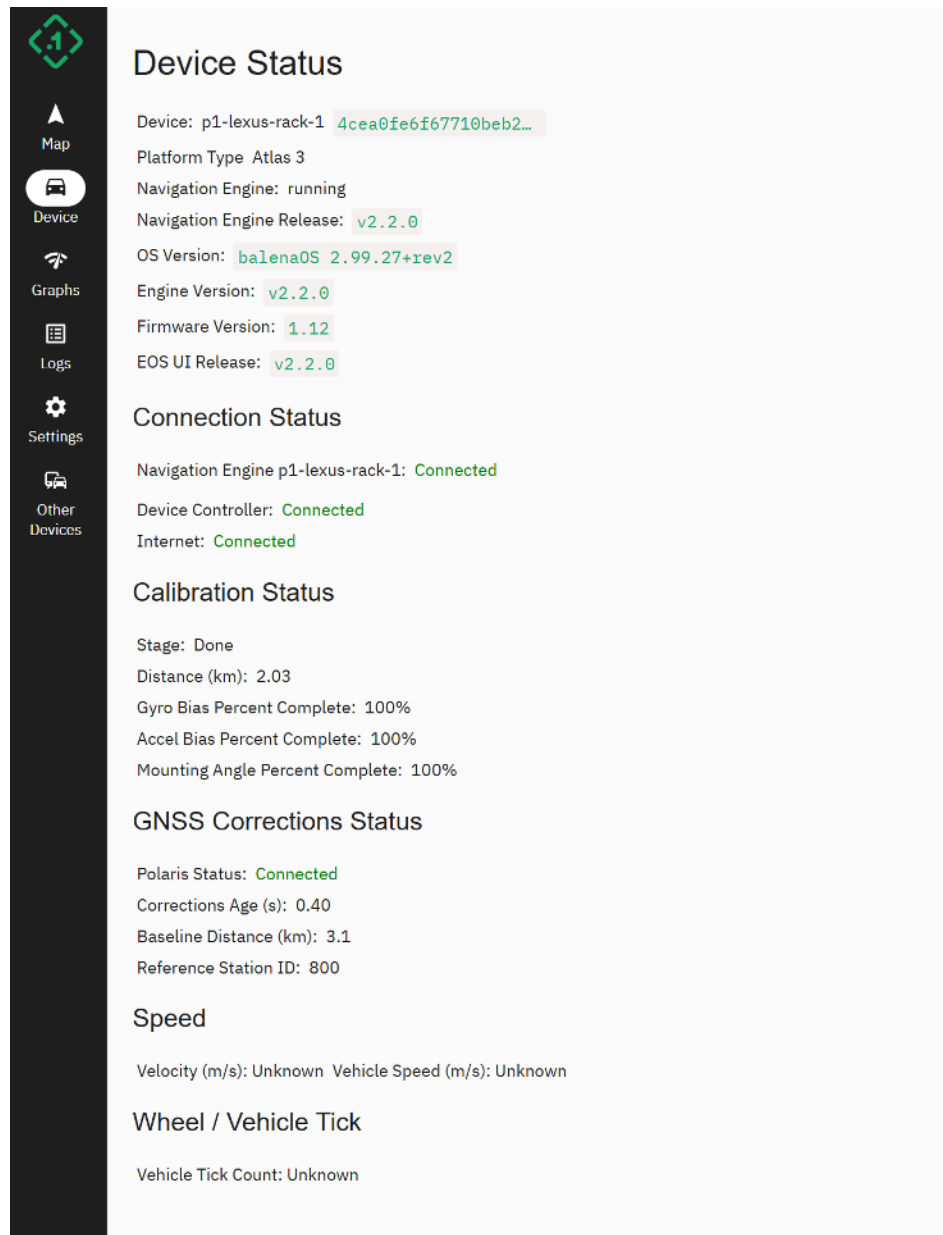 .1
Map
Device
Graphs
Logs
Settings
Other
Devices
Device Status
Device: p1-lexus-rack-1 4cea0fe6f67710beb2…
Platform Type Atlas 3
Navigation Engine: running
Navigation Engine Release: v2.2.0
OS Version: balenaOS 2.99.27+rev2
Engine Version: v2.2.0
Firmware Version: 1.12
EOS UI Release: v2.2.0
Connection Status
Navigation Engine p1-lexus-rack-1: Connected
Device Controller: Connected
Internet: Connected
Calibration Status
Stage: Done
Distance (km): 2.03
Gyro Bias Percent Complete: 100%
Accel Bias Percent Complete: 100%
Mounting Angle Percent Complete: 100%
GNSS Corrections Status
Polaris Status: Connected
Corrections Age (s): 0.40
Baseline Distance (km): 3.1
Reference Station ID: 800
Speed
Velocity (m/s): Unknown Vehicle Speed (m/s): Unknown
Wheel / Vehicle Tick
Vehicle Tick Count: Unknown